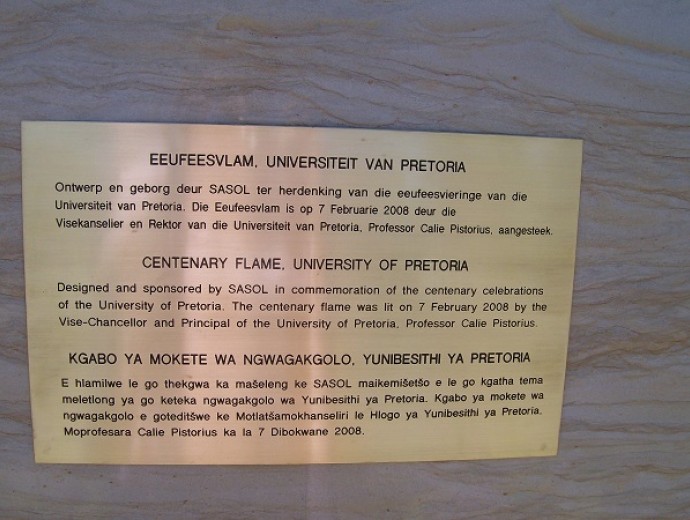 EEUFEESVLAM, UNIVERSITEIT VAN PRETORIA
Ontwerp en geborg deur SASOL ter herdenking van die eeufeesvieringe van die
Universiteit van Pretoria. Die Eeufeesvlam is op 7 Februarie 2008 deur die
Visekanselier en Rektor van die Universiteit van Pretoria, Professor Calie Pistorius, aangesteek.
CENTENARY FLAME, UNIVERSITY OF PRETORIA
Designed and sponsored by SASOL in commemoration of the centenary celebrations
of the University of Pretoria. The centenary flame was lit on 7 February 2008 by the
Vise-Chancellor and Principal of the University of Pretoria, Professor Calie Pistorius.
KGABO YA MOKETE WA NGWAGAKGOLO, YUNIBESITHI YA PRETORIA
E hlamilwe le go thekgwa ka mašeleng ke SASOL maikemišetšo e le go kgatha tema
meletlong ya go keteka ngwagakgolo wa Yunibesithi ya Pretoria. Kgabo ya mokete wa
ngwagakgolo e goteditšwe ke Motlatšamokhanseliri le Hlogo ya Yunibesithi ya Pretoria,
Moprofesara Calie Pistorius ka la 7 Dibokwane 2008.